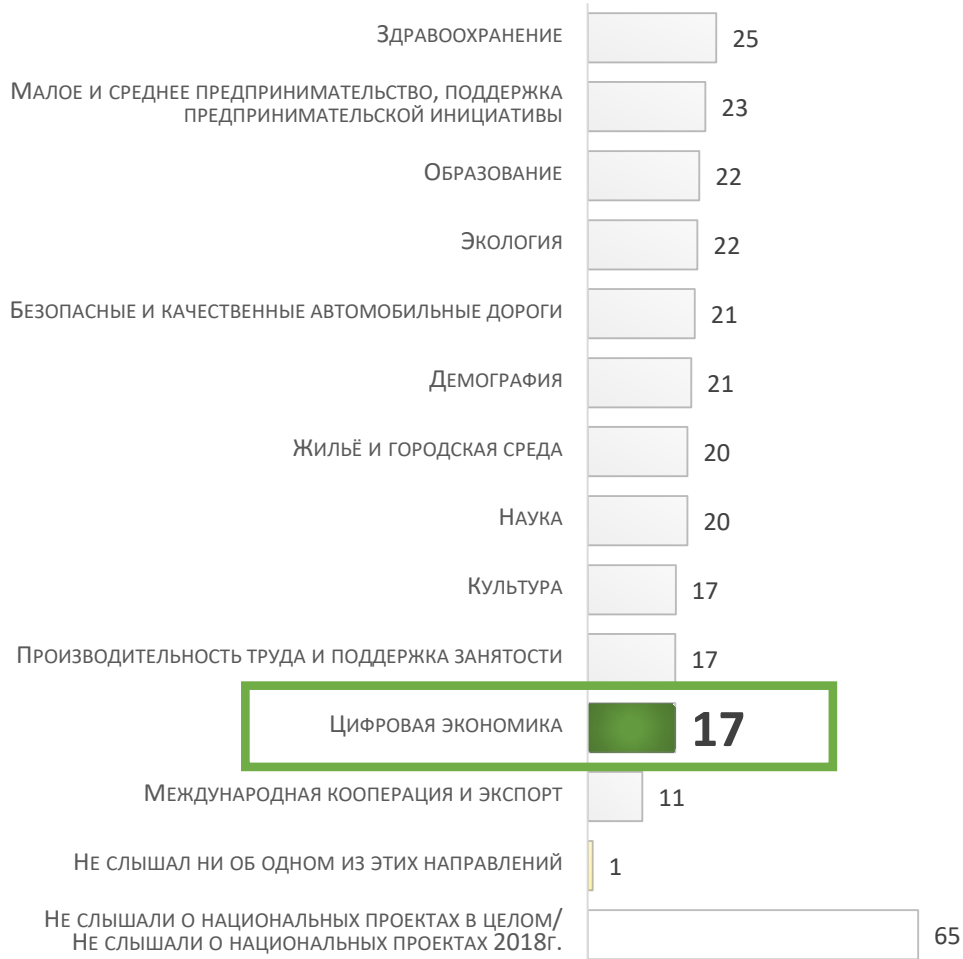 Здравоохранение 25
Малое и среднее предпринимательство, поддержка
предпринимательской инициативы 23
Образование 22
Экология 22
Безопасные и качественные автомобильные дороги 21
Демография 21
Жильё и городская среда 20
Наука 20
Культура 17
Производительность труда и поддержка занятости 17
Цифровая экономика 17
Международная кооперация и экспорт 11
Не слышал ни об одном из этих направлений 1
Не слышали о национальных проектах в целом/
Не слышали о национальных проектах 2018г. 65